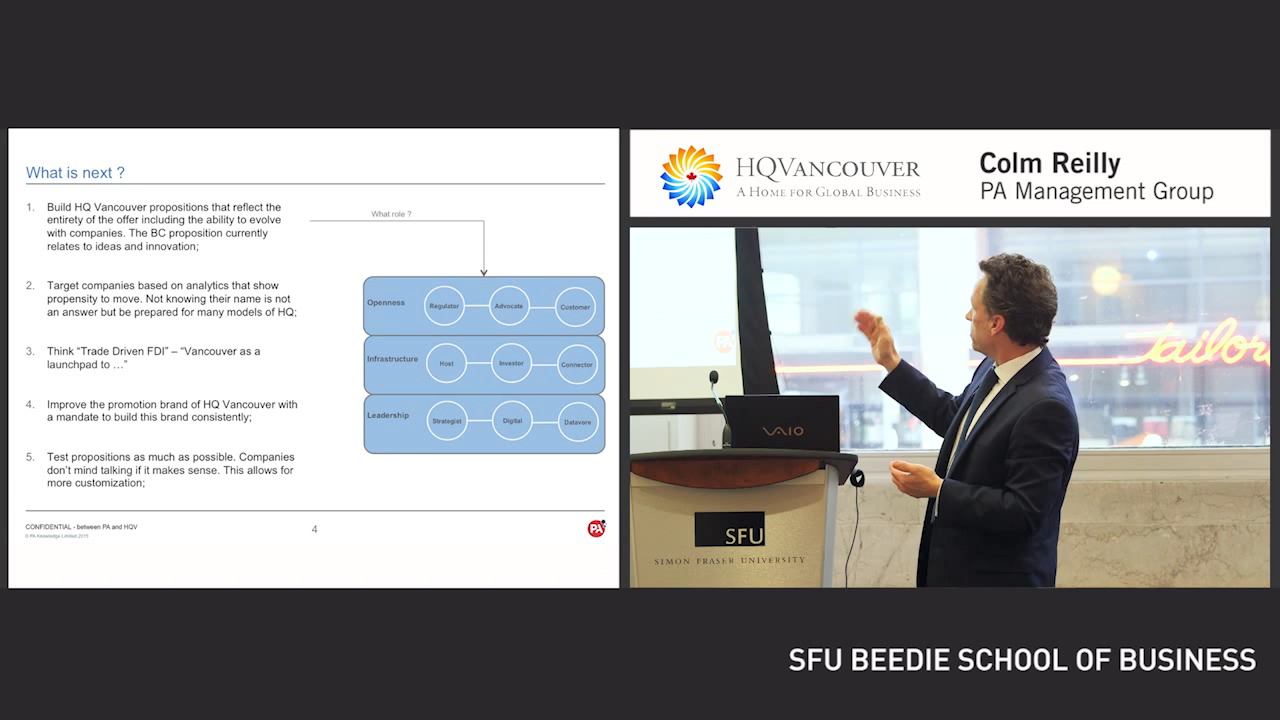 What is next ?
1. Build HQ Vancouver propositions that reflect the
entirety of the offer including the ability to evolve
with companies. The BC proposition currently
relates to ideas and innovation;
2. Target companies based on analytics that show
propensity to move. Not knowing their name is not
an answer but be prepared for many models of HQ;
3. Think “Trade Driven FDI” – “Vancouver as a
launchpad to …”
4. Improve the promotion brand of HQ Vancouver with
a mandate to build this brand consistently;
5. Test propositions as much as possible. Companies
don’t mind talking if it makes sense. This allows for
more customization;
What role ?
Openness
Regulator
Advocate
Customer
Infrastructure
Host
Investor
Connector
Leadership
Strategist
Digital
Datavore
CONFIDENTIAL - between PA and HQV
© PA Knowledge Limited 2015
4
PA
HQVANCOUVER
A HOME FOR GLOBAL BUSINESS
Colm Reilly
PA Management Group
tailor
VAIO
SFU
SIMON FRASER UNIVERSITY
SFU BEEDIE SCHOOL OF BUSINESS